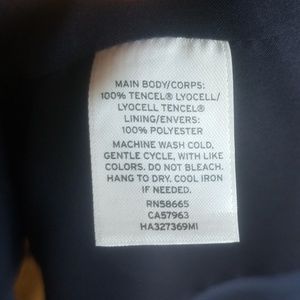 MAIN BODY/CORPS:
100% TENCEL® LYOCELL/
LYOCELL TENCEL®
LINING/ENVERS:
100% POLYESTER
MACHINE WASH COLD,
GENTLE CYCLE, WITH LIKE
COLORS. DO NOT BLEACH.
HANG TO DRY. COOL IRON
IF NEEDED.
RN58665
CA57963
HA327369MI